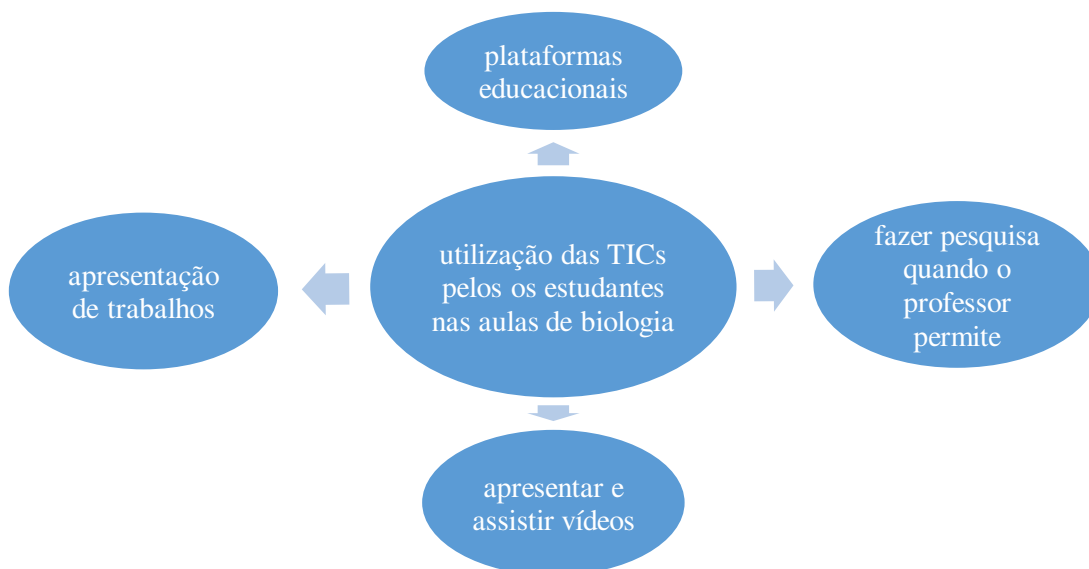 plataformas
educacionais
utilização das TICs
pelos os estudantes
nas aulas de biologia
fazer pesquisa
quando o
professor
permite
apresentação
de trabalhos
apresentar e
assistir vídeos